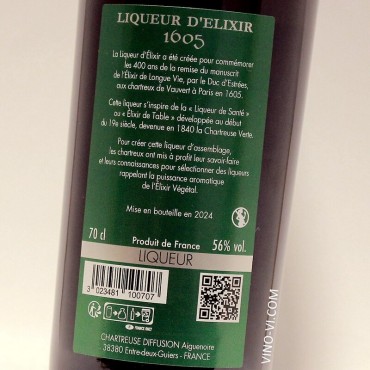 LIQUEUR D'ELIXIR
1605
La Liqueur d'Élixir a été créée pour commémorer
les 400 ans de la remise du manuscrit
de l'Élixir de Longue Vie, par le Duc d'Estrées,
aux chartreux de Vauvert à Paris en 1605.
Cette liqueur s'inspire de la « Liqueur de Santé »
ou « Élixir de Table » développée au début
du 19e siècle, devenue en 1840 la Chartreuse Verte.
Pour créer cette liqueur d'assemblage,
les chartreux ont mis à profit leur savoir-faire
et leurs connaissances pour sélectionner des liqueurs
rappelant la puissance aromatique
de l'Elixir Végétal.
Mise en bouteille en 2024
70 cl
Produit de France
56% vol.
LIQUEUR
3 023481 100707
CHARTREUSE DIFFUSION Aiguenoire
38380 Entre-deux-Guiers - FRANCE
VINO-VI.COM